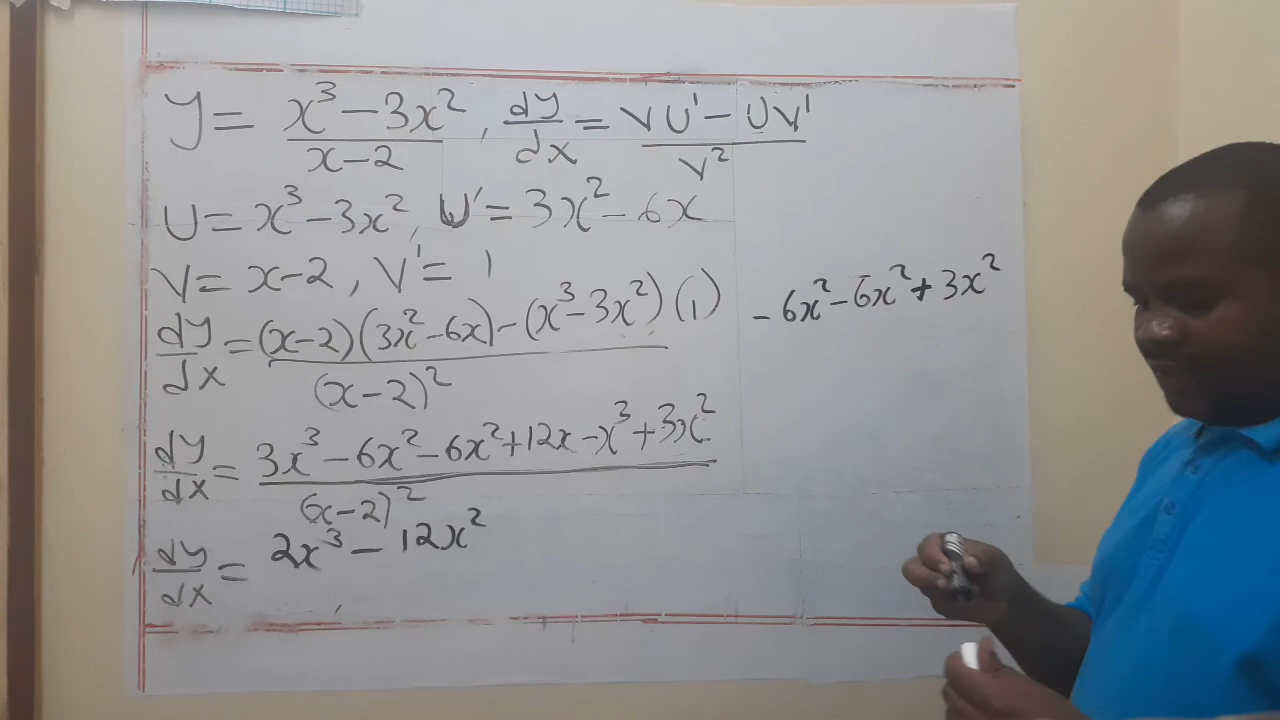 y = x³ − 3x² / x − 2 , dy/dx = VU' − UV' / V²
U = x³ − 3x² , U' = 3x² − 6x
V = x − 2 , V' = 1
dy/dx = (x − 2)(3x² − 6x) − (x³ − 3x²)(1) / (x − 2)²
− 6x² − 6x² + 3x²
dy/dx = 3x³ − 6x² − 6x² + 12x − x³ + 3x² / (x − 2)²
dy/dx = 2x³ − 12x²